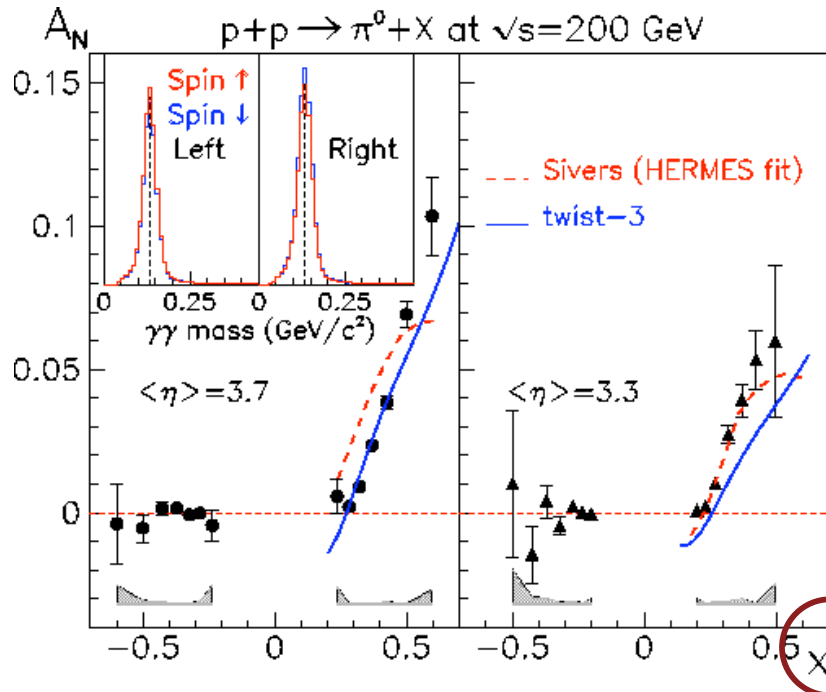 A_N p+p → π⁰+X at √s=200 GeV
0.15
0.1
0.05
0
Spin ↑
Spin ↓
Left
Right
0 0.25 0 0.25
γγ mass (GeV/c²)
Sivers (HERMES fit)
twist-3
<η>=3.7
<η>=3.3
−0.5 0 0.5 −0.5 0 0.5 X